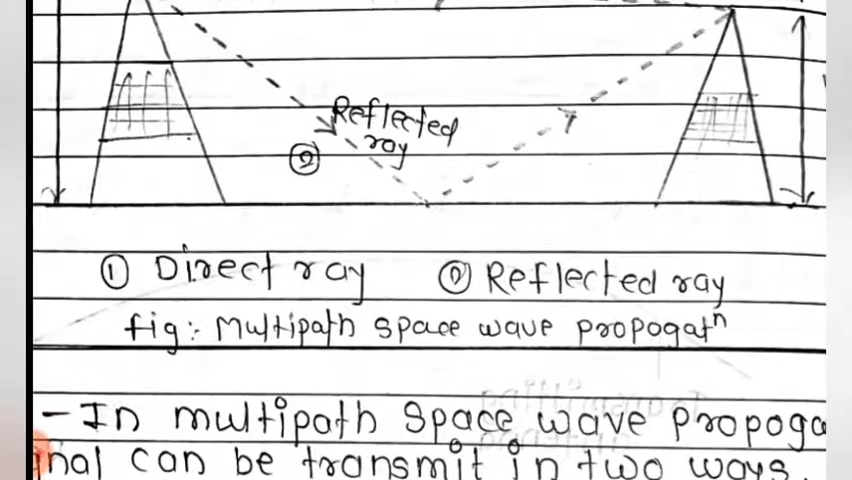 Reflected
ray
②
① Direct ray ② Reflected ray
fig:- Multipath space wave propogatⁿ
- In multipath space wave propoga
nal can be transmit in two ways.